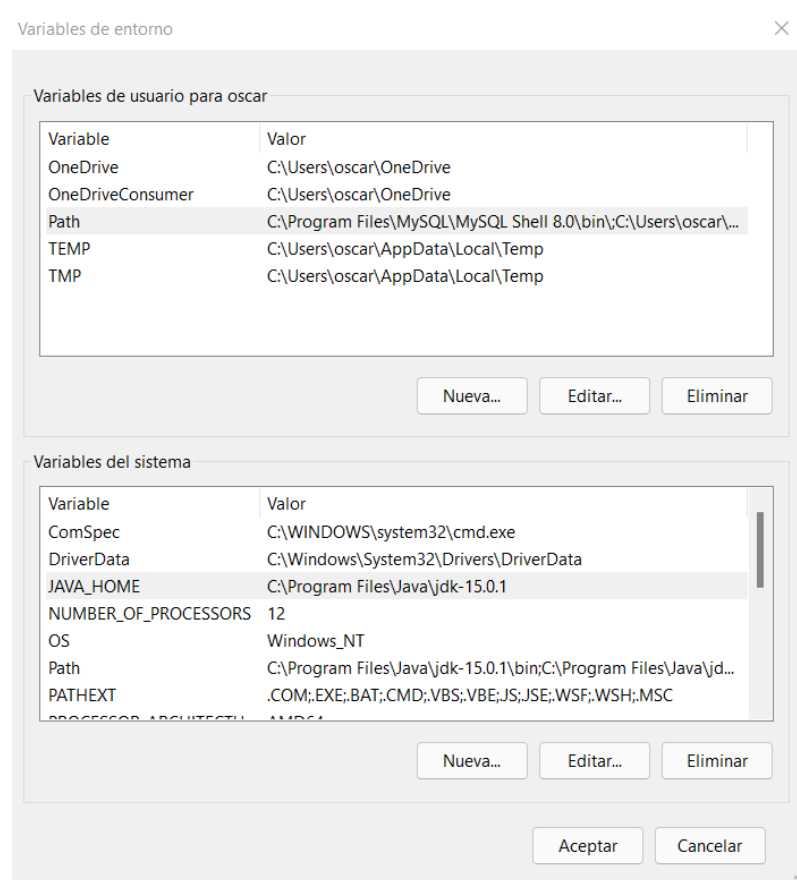 Variables de entorno
Variables de usuario para oscar
Variable Valor
OneDrive C:\Users\oscar\OneDrive
OneDriveConsumer C:\Users\oscar\OneDrive
Path C:\Program Files\MySQL\MySQL Shell 8.0\bin\;C:\Users\oscar\...
TEMP C:\Users\oscar\AppData\Local\Temp
TMP C:\Users\oscar\AppData\Local\Temp
Nueva... Editar... Eliminar
Variables del sistema
Variable Valor
ComSpec C:\WINDOWS\system32\cmd.exe
DriverData C:\Windows\System32\Drivers\DriverData
JAVA_HOME C:\Program Files\Java\jdk-15.0.1
NUMBER_OF_PROCESSORS 12
OS Windows_NT
Path C:\Program Files\Java\jdk-15.0.1\bin;C:\Program Files\Java\jd...
PATHEXT .COM;.EXE;.BAT;.CMD;.VBS;.VBE;.JS;.JSE;.WSF;.WSH;.MSC
PROCESSOR_ARCHITECTU... AMD64
Nueva... Editar... Eliminar
Aceptar Cancelar